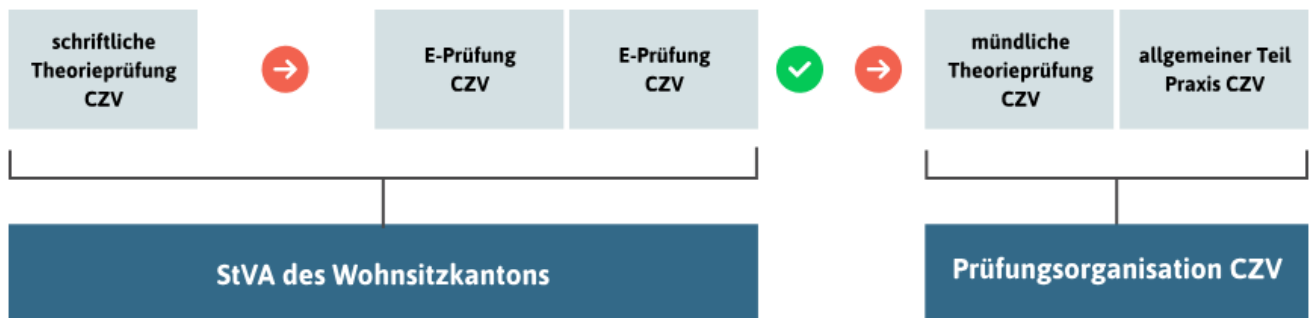 schriftliche
Theorieprüfung
CZV
E-Prüfung
CZV
E-Prüfung
CZV
mündliche
Theorieprüfung
CZV
allgemeiner Teil
Praxis CZV
StVA des Wohnsitzkantons
Prüfungsorganisation CZV